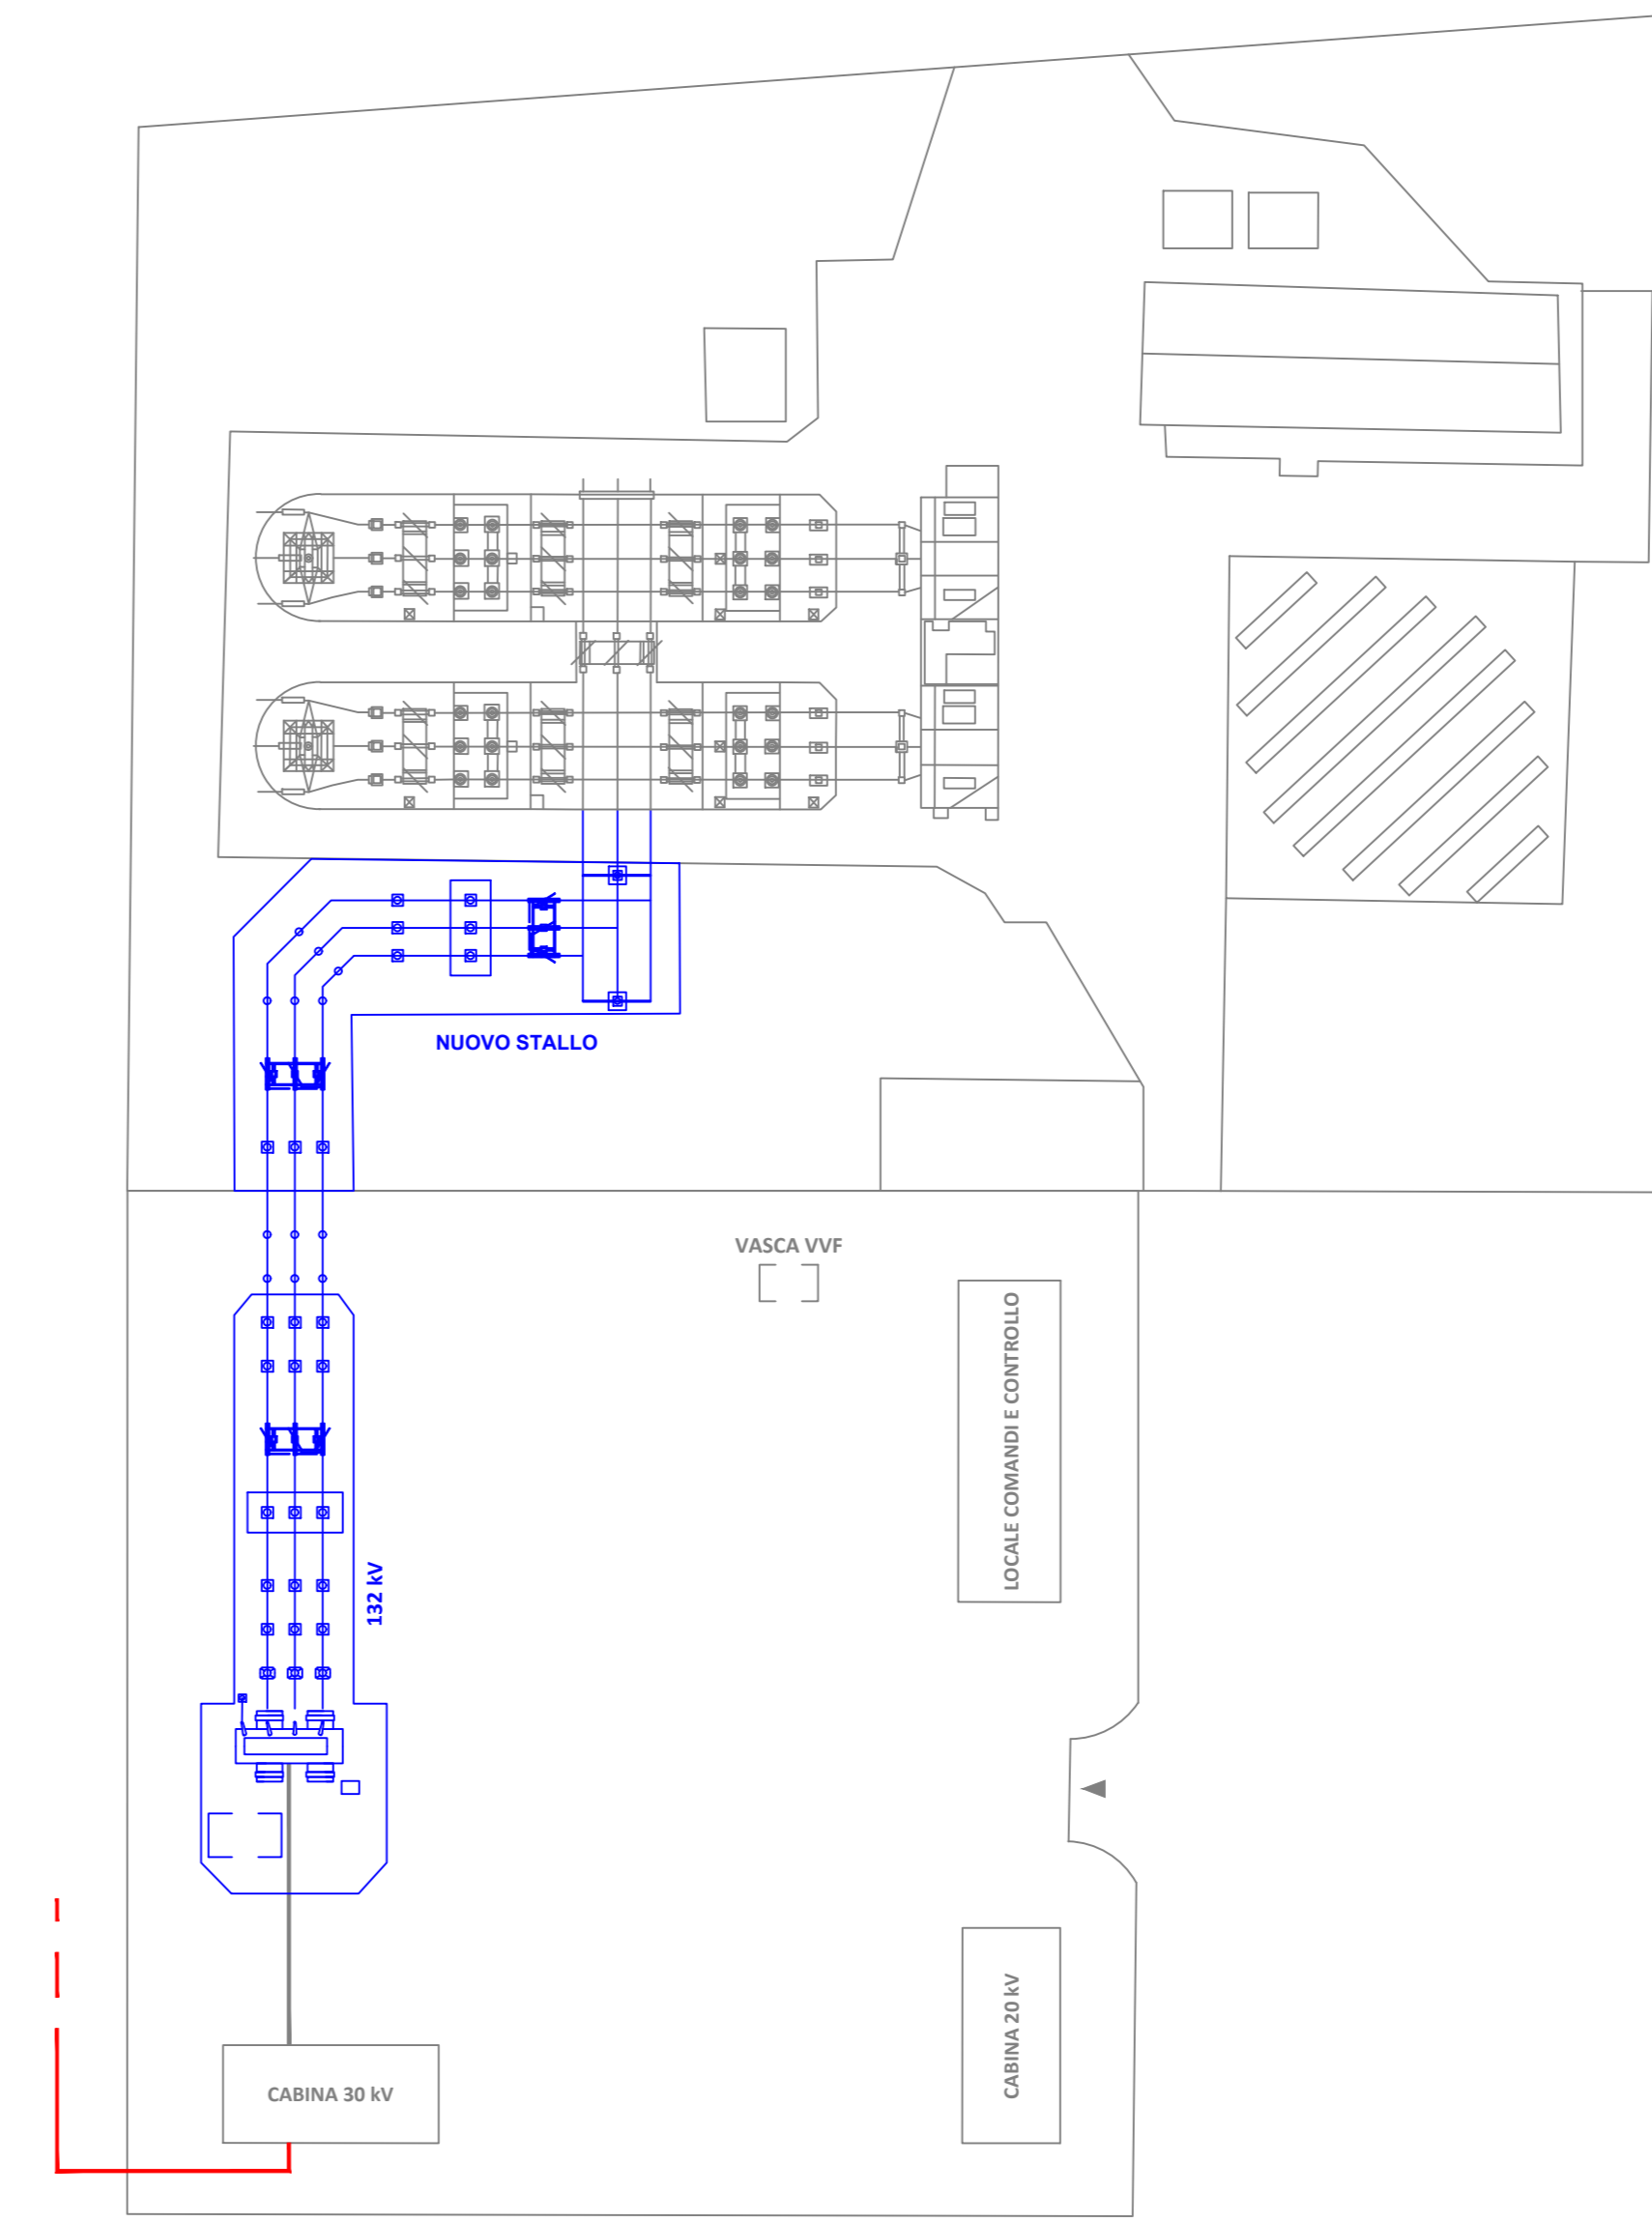 NUOVO STALLO
VASCA VVF
LOCALE COMANDI E CONTROLLO
132 kV
CABINA 20 kV
CABINA 30 kV